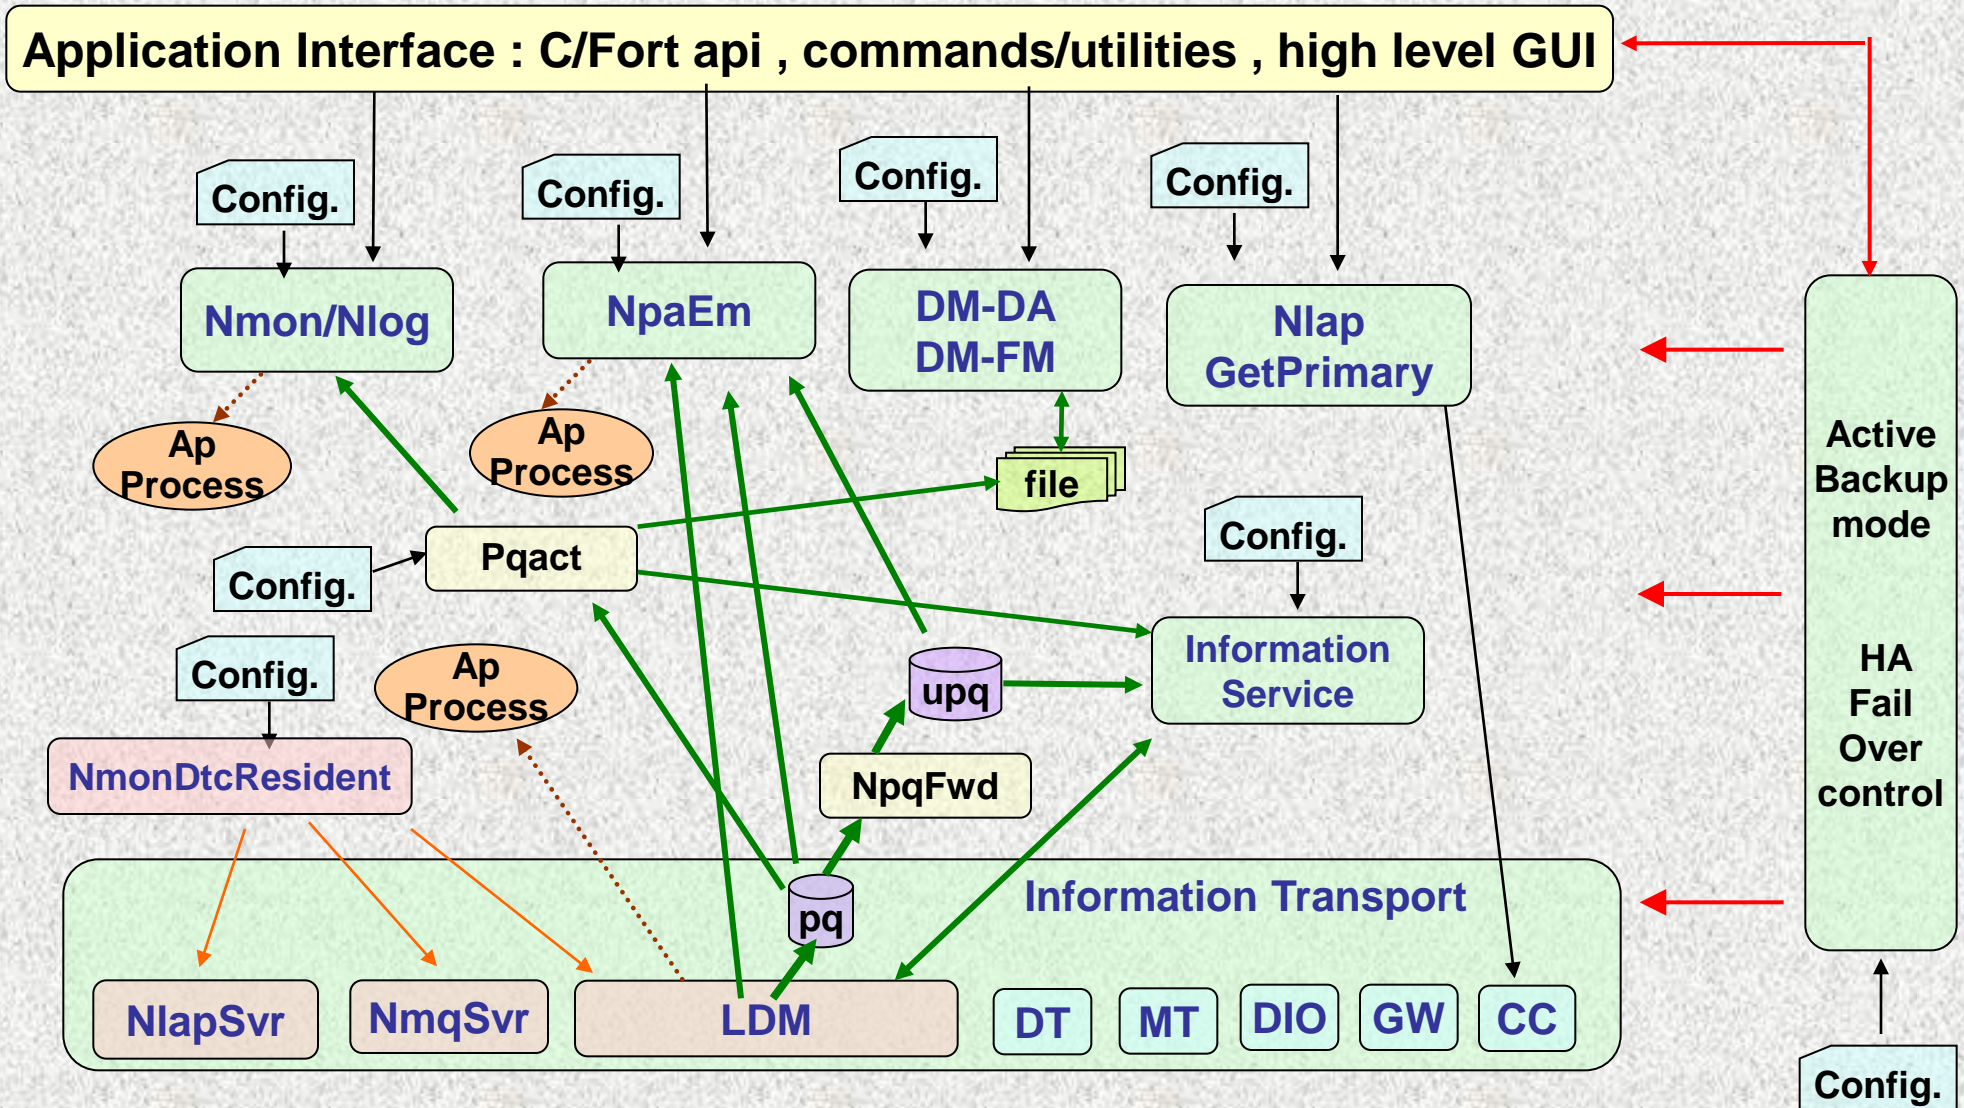 Application Interface : C/Fort api , commands/utilities , high level GUI
Config.
Config.
Config.
Config.
Nmon/Nlog
NpaEm
DM-DA
DM-FM
Nlap
GetPrimary
Ap
Process
Ap
Process
file
Config.
Pqact
Config.
Information
Service
Config.
Ap
Process
upq
NmonDtcResident
NpqFwd
pq
Information Transport
NlapSvr
NmqSvr
LDM
DT
MT
DIO
GW
CC
Active
Backup
mode
HA
Fail
Over
control
Config.